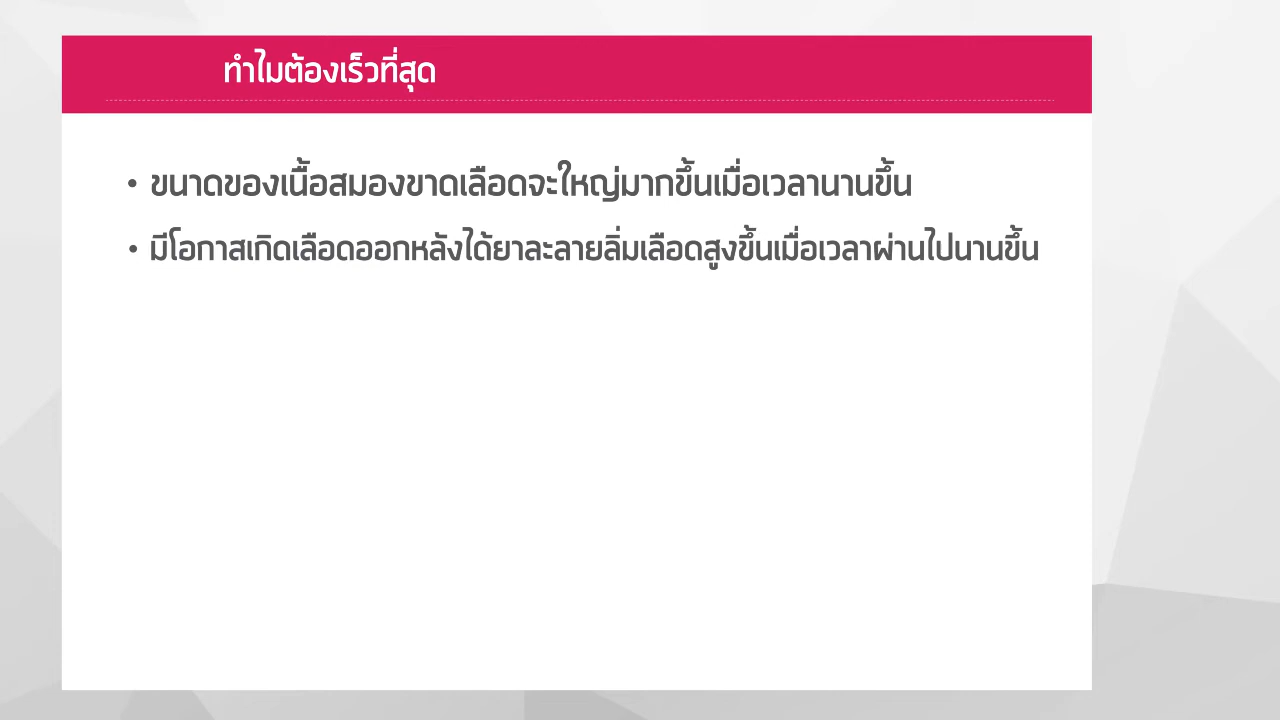 ทำไมต้องเร็วที่สุด
• ขนาดของเนื้อสมองขาดเลือดจะใหญ่มากขึ้นเมื่อเวลานานขึ้น
• มีโอกาสเกิดเลือดออกหลังได้ยาละลายลิ่มเลือดสูงขึ้นเมื่อเวลาผ่านไปนานขึ้น